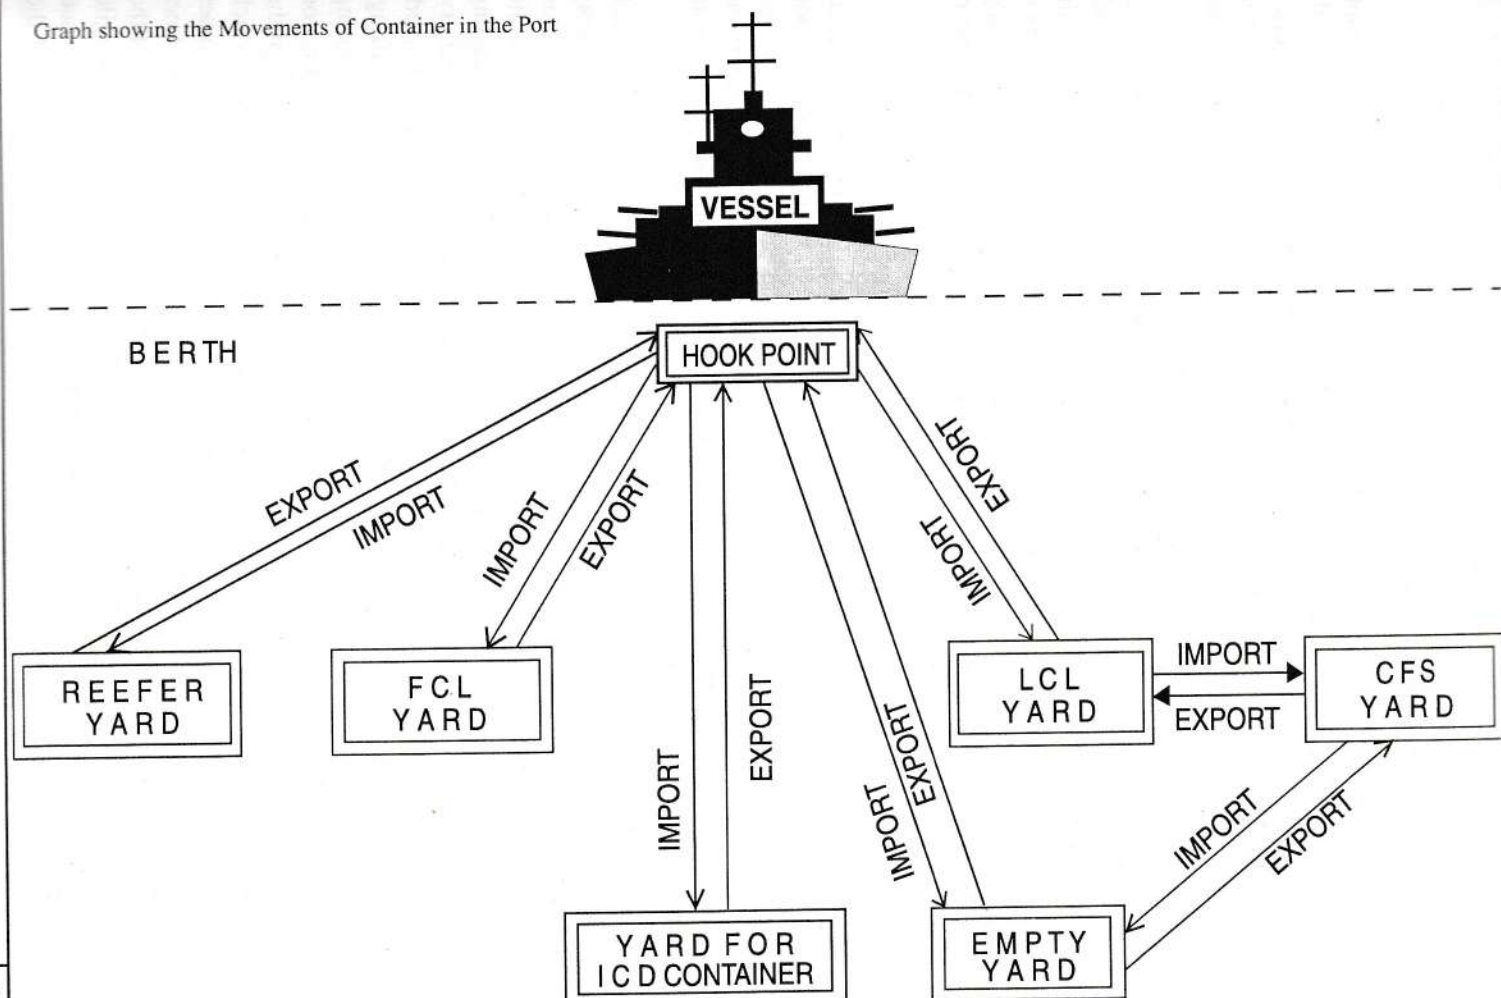 Graph showing the Movements of Container in the Port
VESSEL
BERTH
HOOK POINT
EXPORT
IMPORT
IMPORT
EXPORT
IMPORT
EXPORT
IMPORT
EXPORT
EXPORT
IMPORT
REEFER
YARD
FCL
YARD
LCL
YARD
IMPORT
EXPORT
CFS
YARD
IMPORT
EXPORT
YARD FOR
ICD CONTAINER
EMPTY
YARD